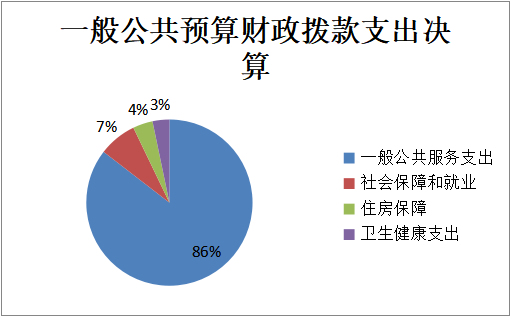 一般公共预算财政拨款支出决
算
3%
4%
7%
86%
一般公共服务支出
社会保障和就业
住房保障
卫生健康支出